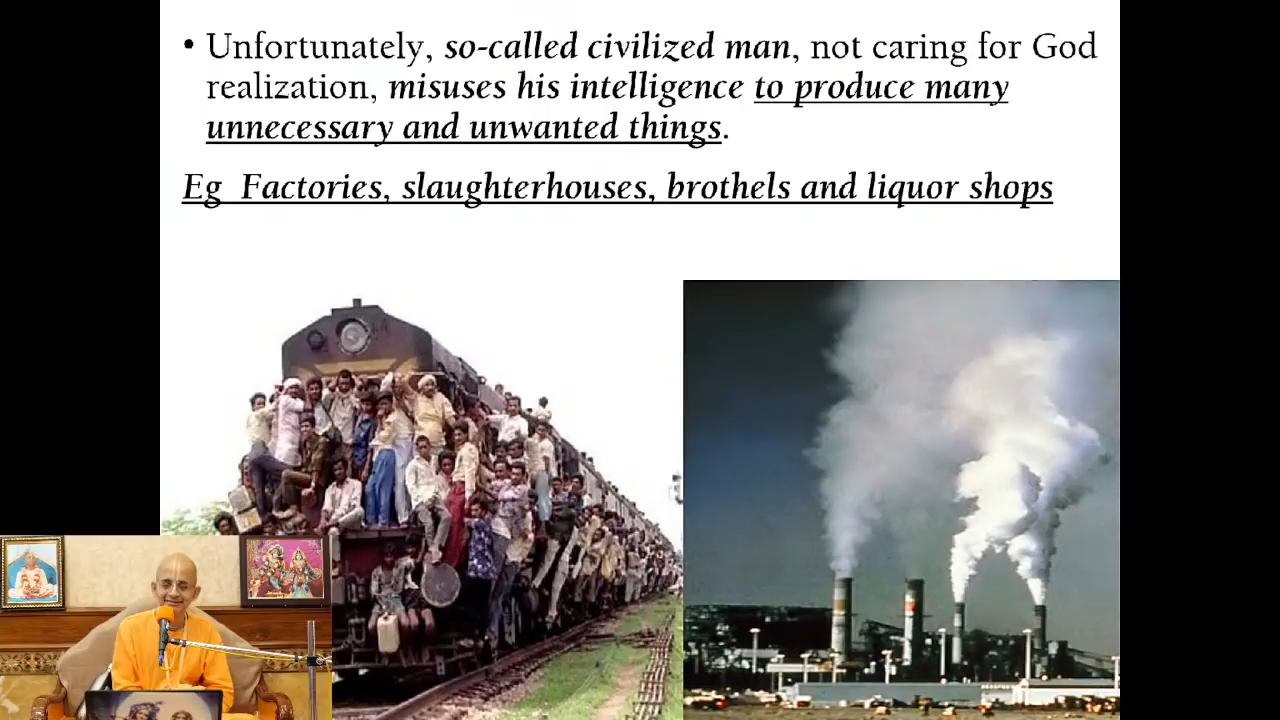 • Unfortunately, so-called civilized man, not caring for God
realization, misuses his intelligence to produce many
unnecessary and unwanted things.
Eg Factories, slaughterhouses, brothels and liquor shops